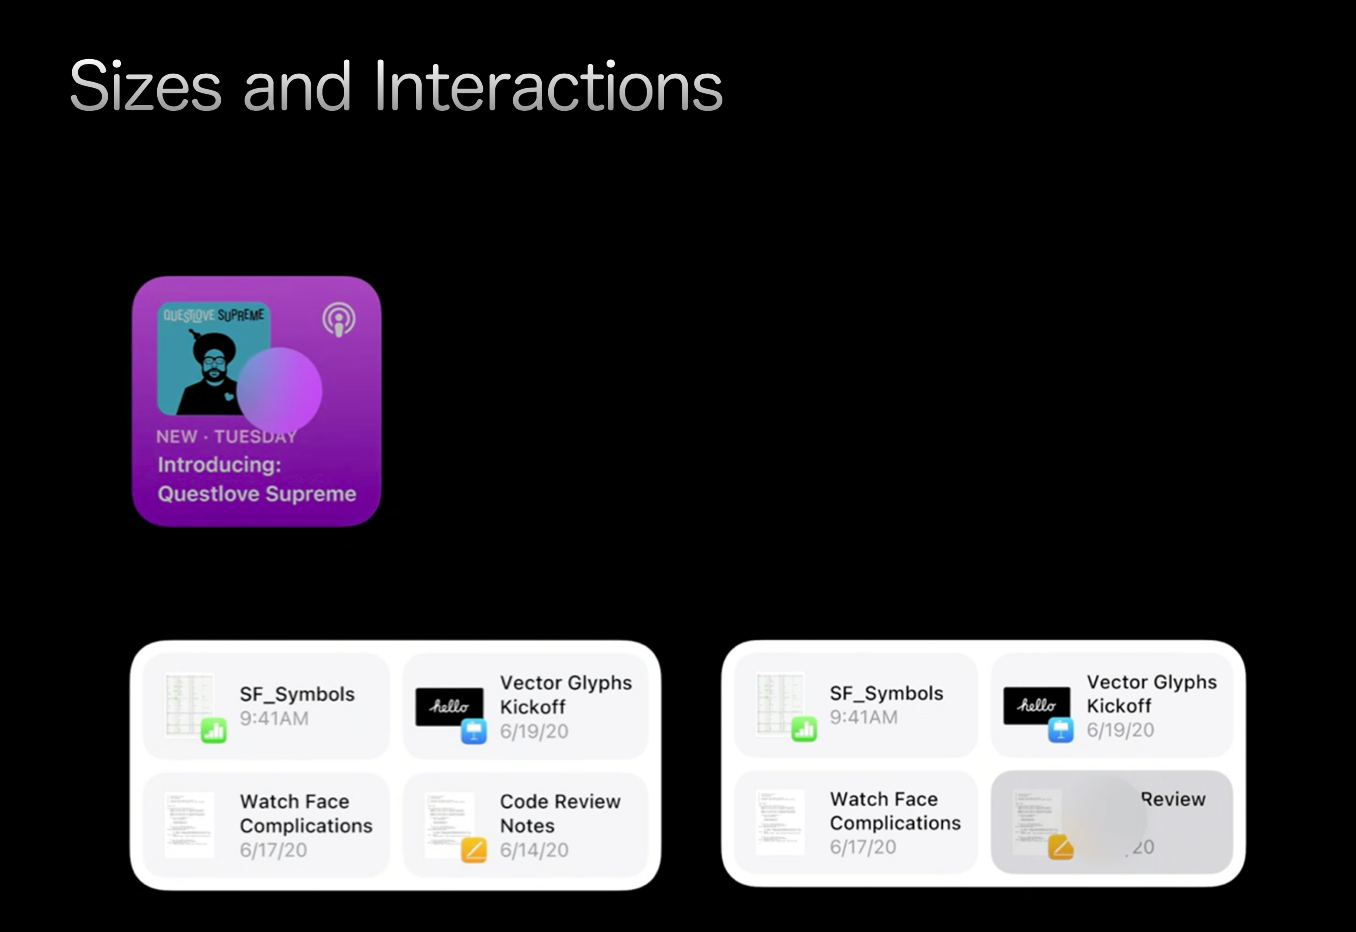 Sizes and Interactions
QUESTLOVE SUPREME
NEW · TUESDAY
Introducing:
Questlove Supreme
SF_Symbols
9:41AM
hello
Vector Glyphs
Kickoff
6/19/20
Watch Face
Complications
6/17/20
Code Review
Notes
6/14/20
SF_Symbols
9:41AM
hello
Vector Glyphs
Kickoff
6/19/20
Watch Face
Complications
6/17/20
Review
20